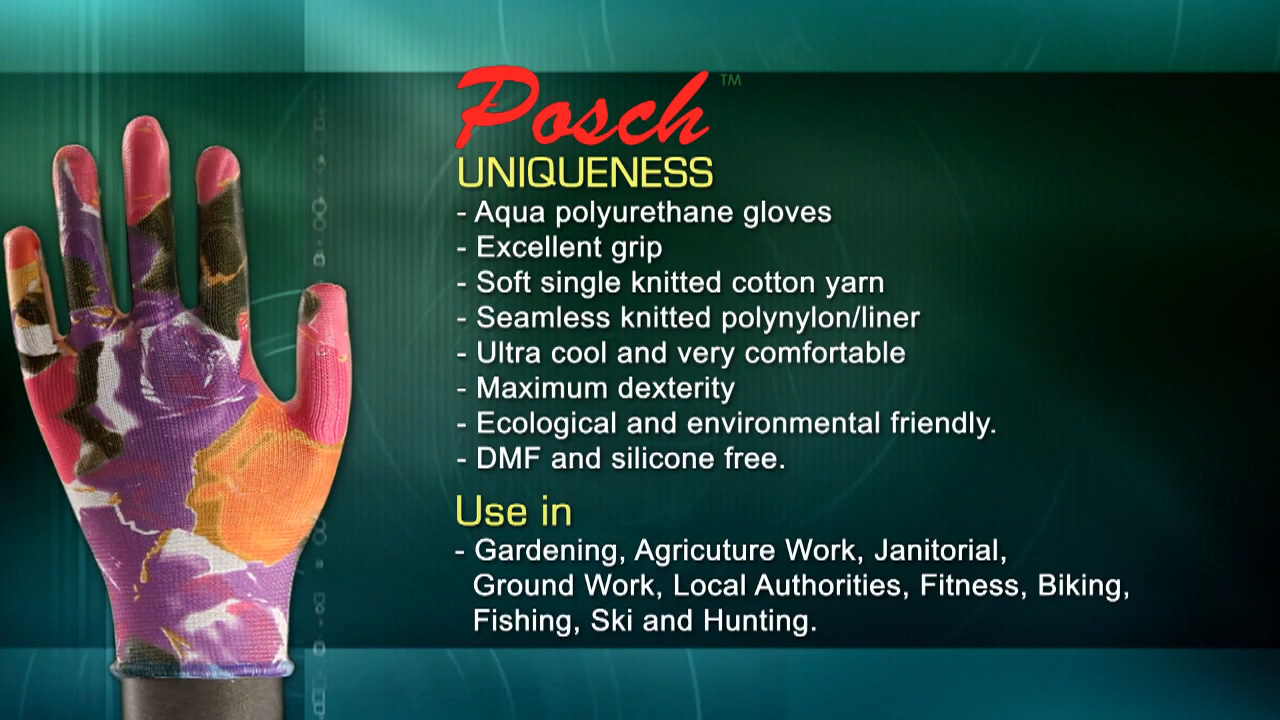 Posch™
UNIQUENESS
- Aqua polyurethane gloves
- Excellent grip
- Soft single knitted cotton yarn
- Seamless knitted polynylon/liner
- Ultra cool and very comfortable
- Maximum dexterity
- Ecological and environmental friendly.
- DMF and silicone free.
Use in
- Gardening, Agricuture Work, Janitorial,
Ground Work, Local Authorities, Fitness, Biking,
Fishing, Ski and Hunting.